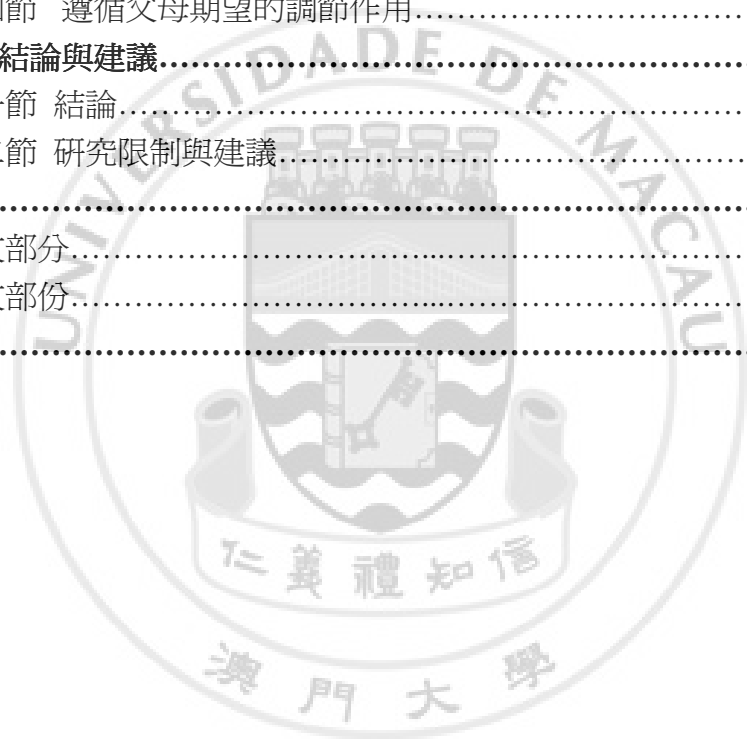 節 遵循父母期望的調節作用
結論與建議
節 結論
節 研究限制與建議
部分
部份
UNIVERSIDADE DE MACAU
仁義禮知信
澳門大學